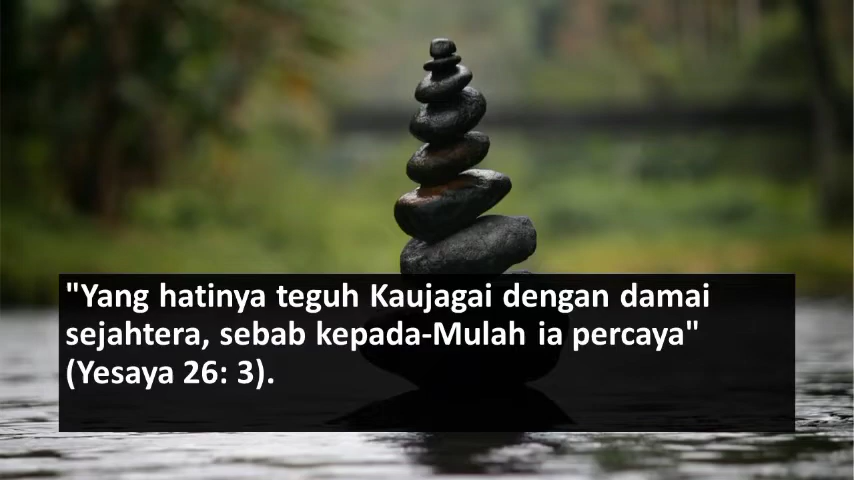 "Yang hatinya teguh Kaujagai dengan damai
sejahtera, sebab kepada-Mulah ia percaya"
(Yesaya 26: 3).